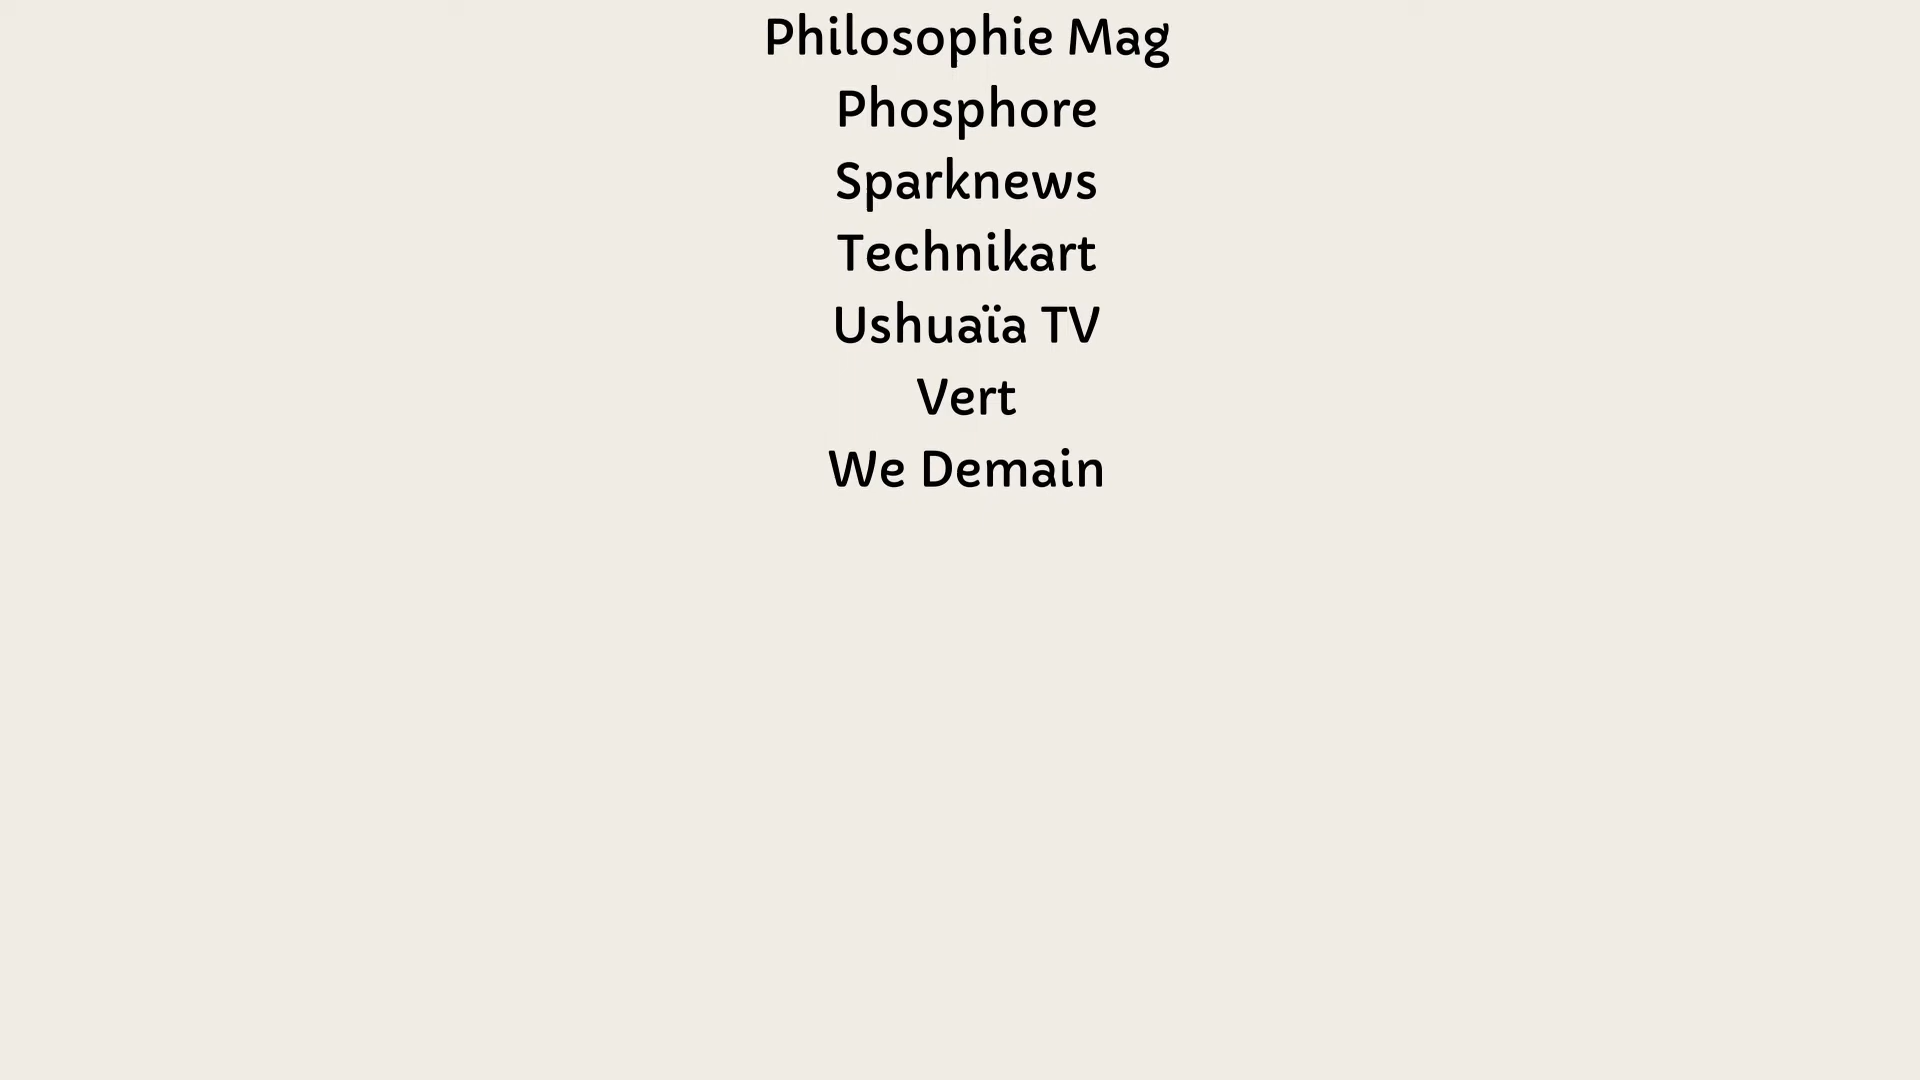 Philosophie Mag
Phosphore
Sparknews
Technikart
Ushuaïa TV
Vert
We Demain